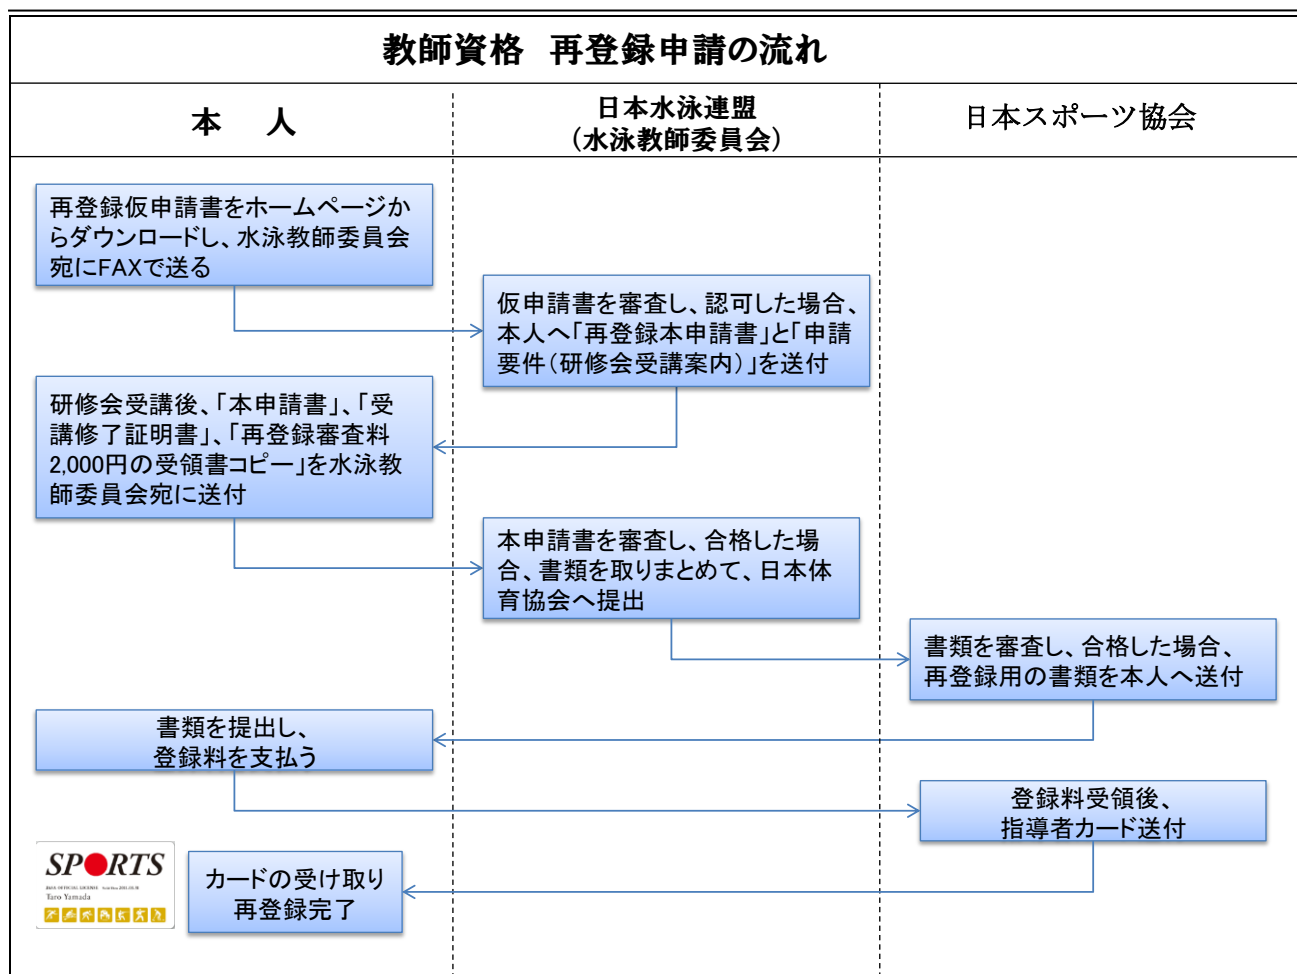 教師資格 再登録申請の流れ
本 人
日本水泳連盟
(水泳教師委員会)
日本スポーツ協会
再登録仮申請書をホームページか
らダウンロードし、水泳教師委員会
宛にFAXで送る
仮申請書を審査し、認可した場合、
本人へ「再登録本申請書」と「申請
要件（研修会受講案内）」を送付
研修会受講後、「本申請書」、「受
講修了証明書」、「再登録審査料
2,000円の受領書コピー」を水泳教
師委員会宛に送付
本申請書を審査し、合格した場
合、書類を取りまとめて、日本体
育協会へ提出
書類を審査し、合格した場合、
再登録用の書類を本人へ送付
書類を提出し、
登録料を支払う
登録料受領後、
指導者カード送付
SPORTS
Taro Yamada
カードの受け取り
再登録完了